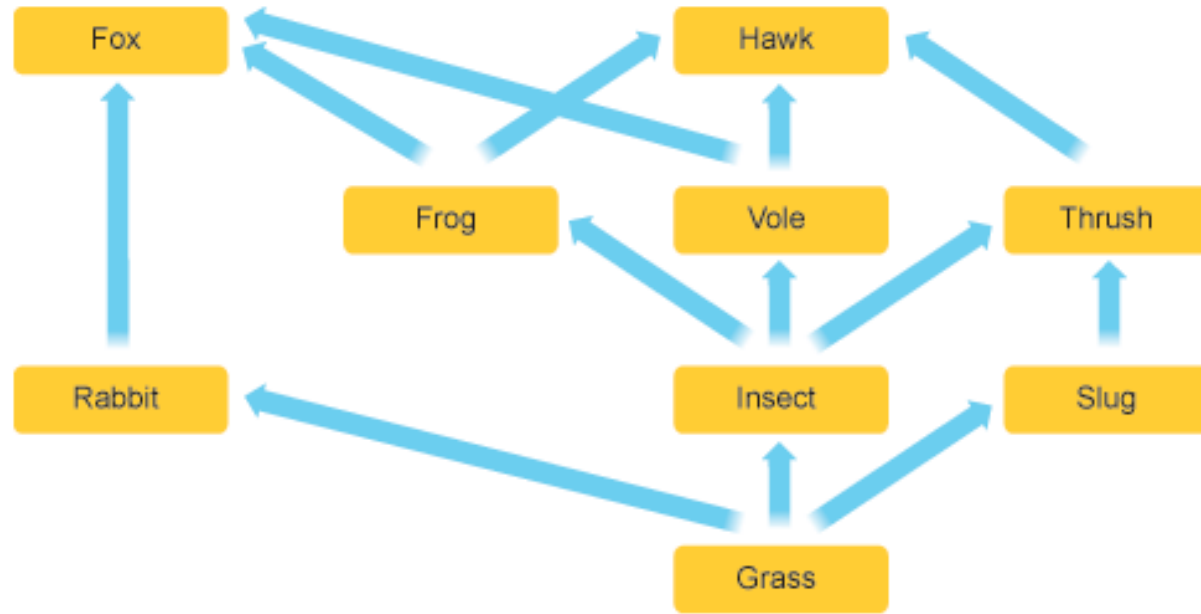 Fox
Hawk
Frog
Vole
Thrush
Rabbit
Insect
Slug
Grass